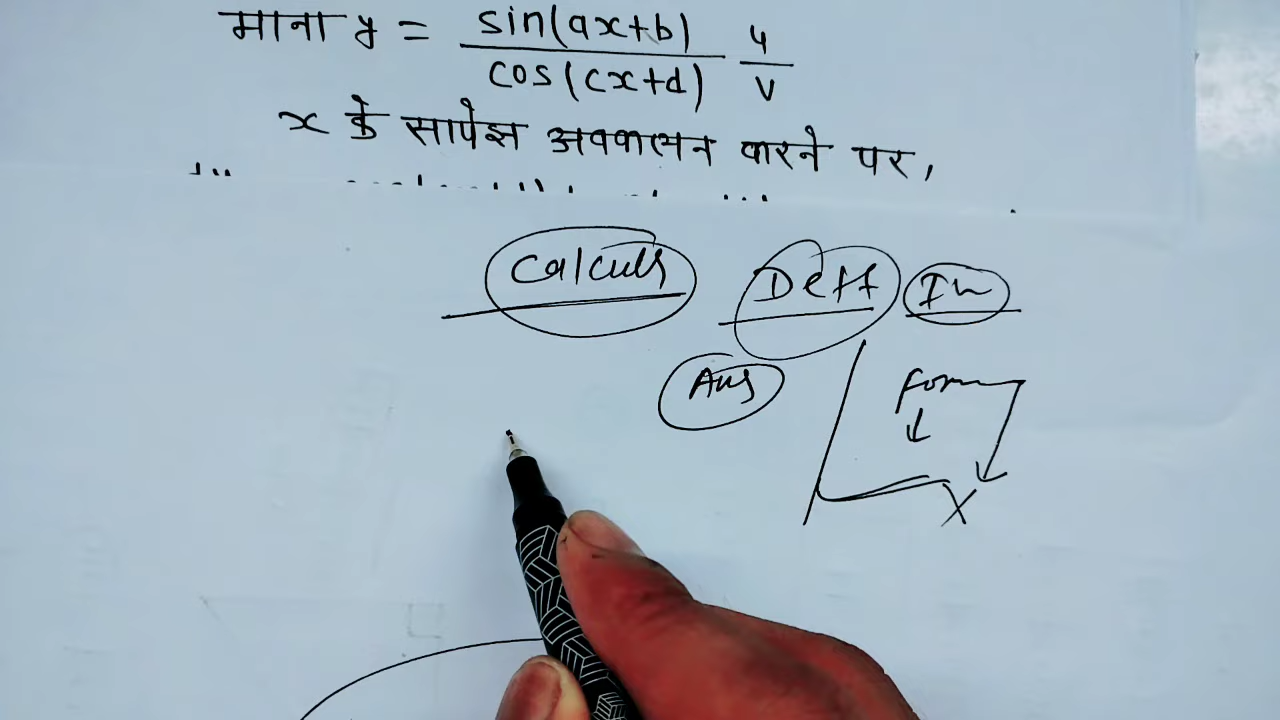 माना y = sin(ax+b) / cos(cx+d) u/v
x के सापेक्ष अवकलन करने पर,
Calculs Deff In
Ans
form
X